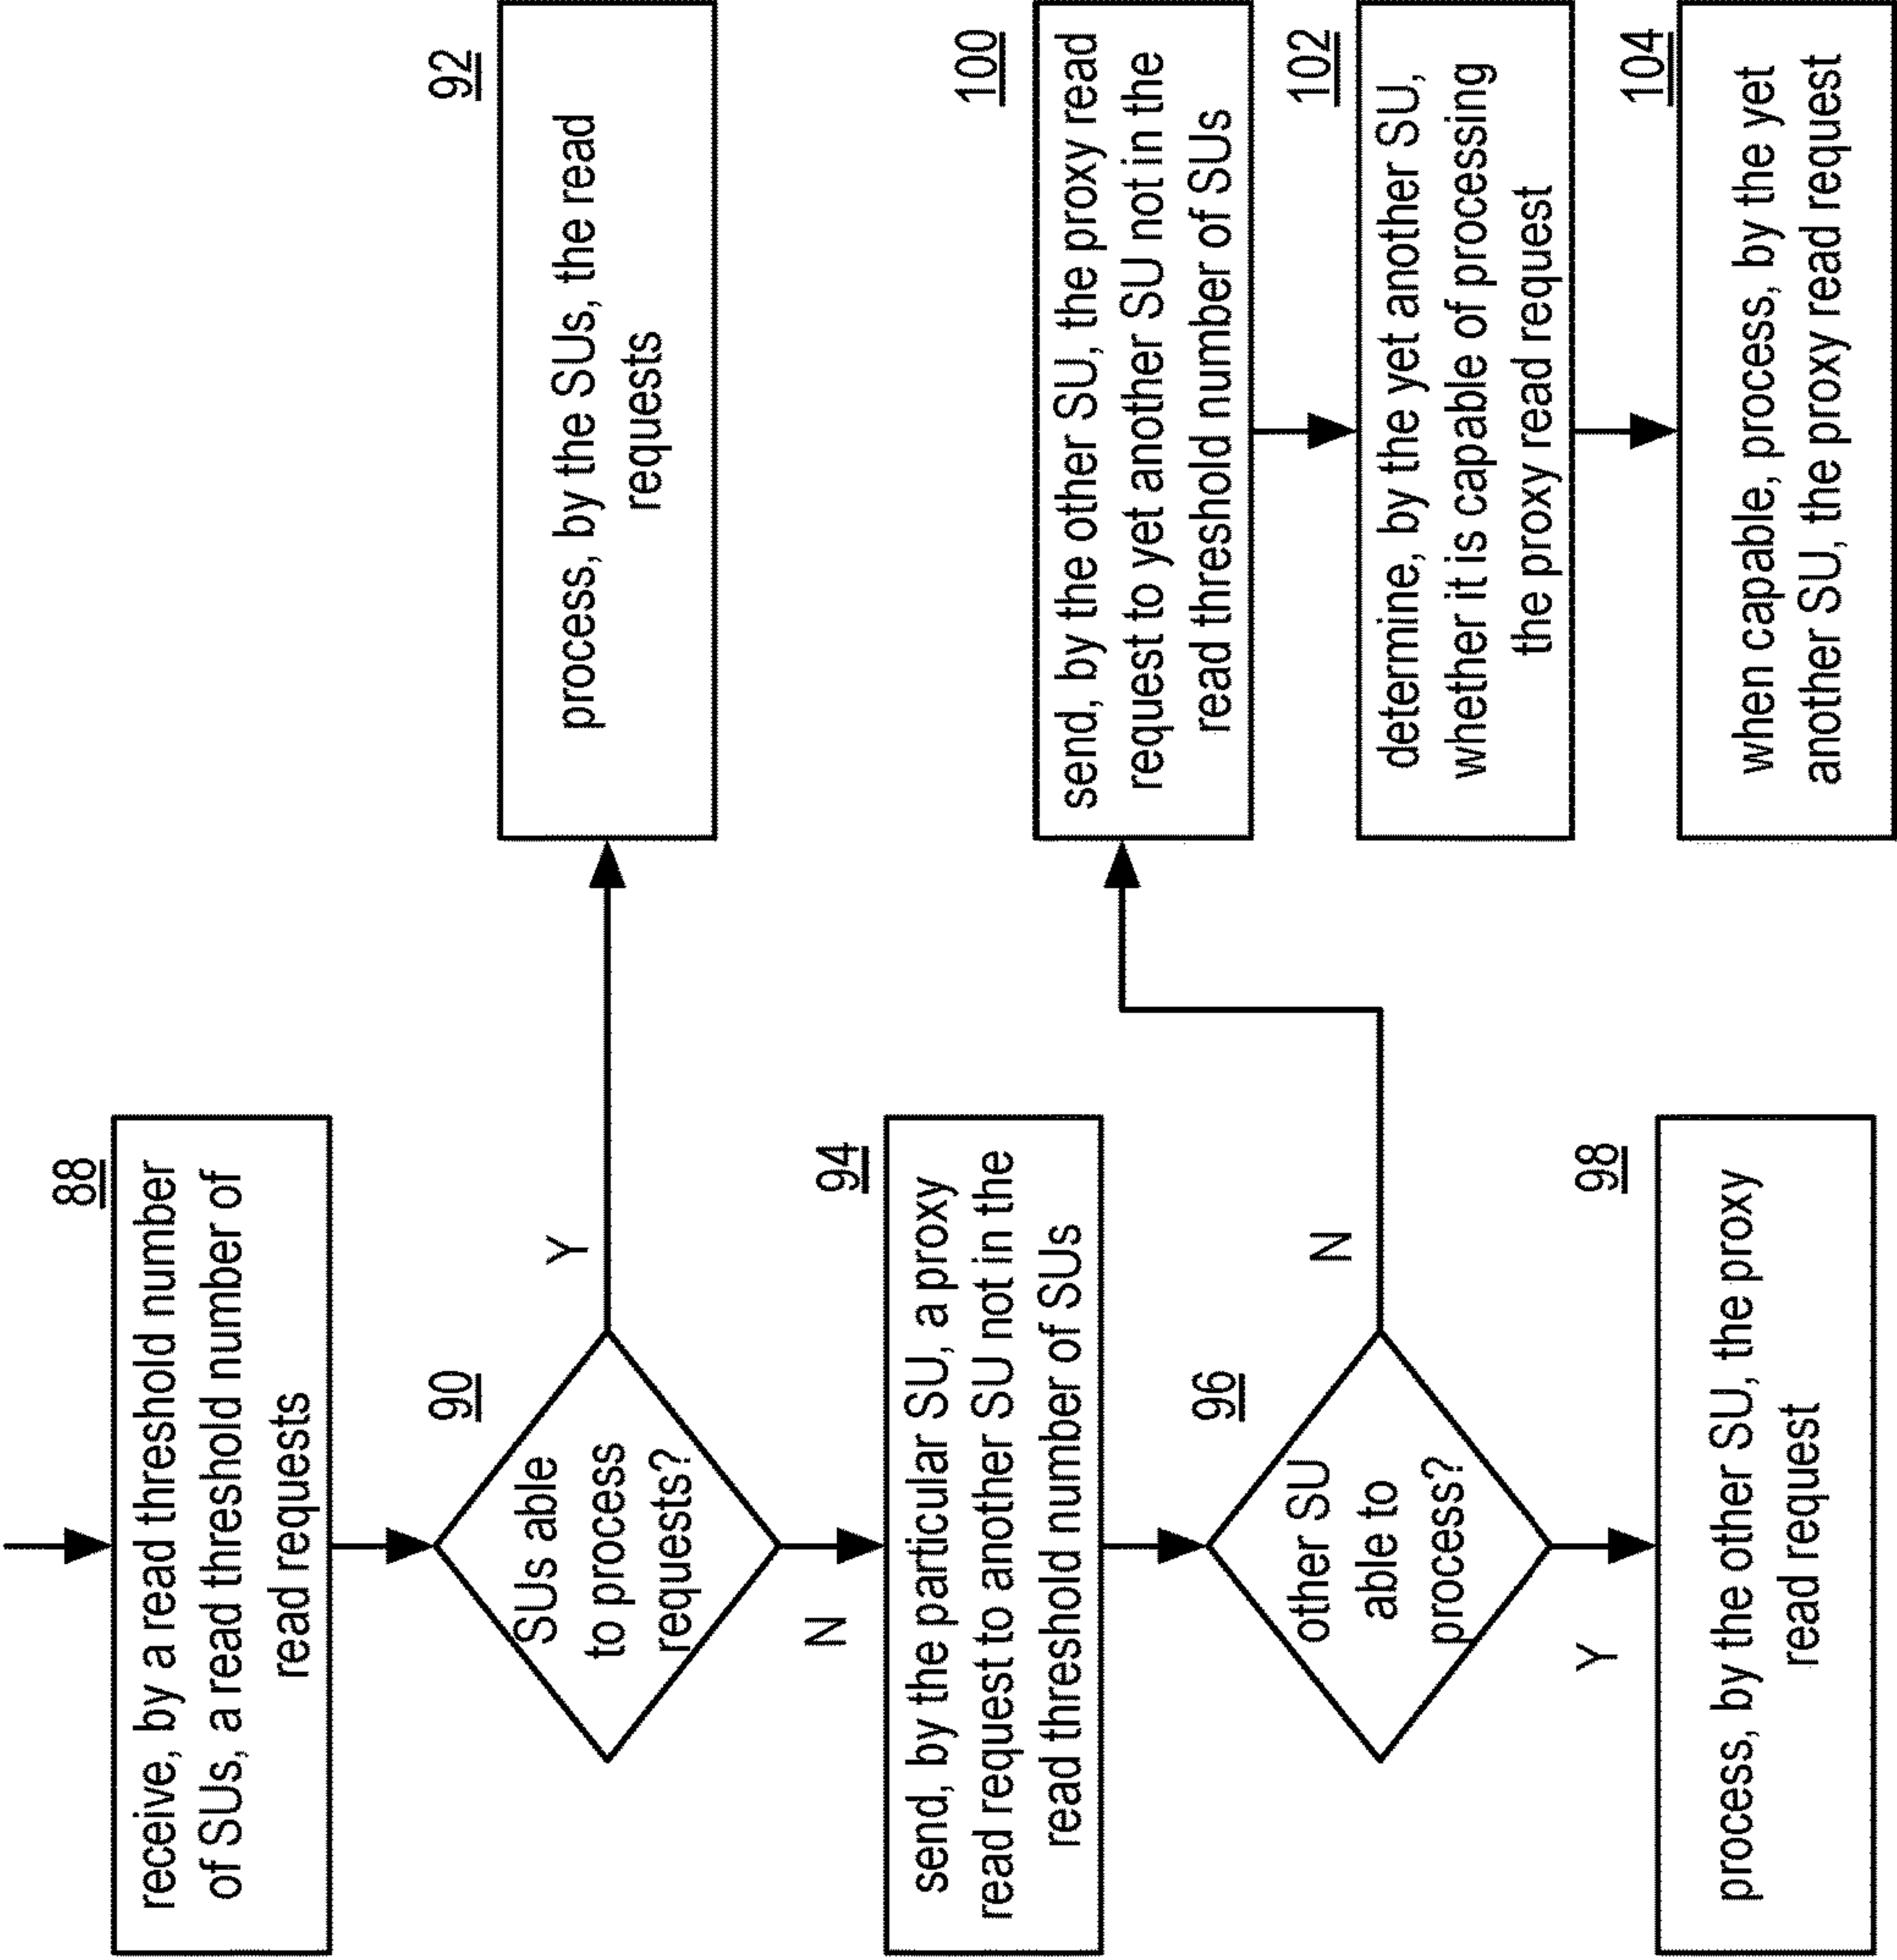 88
receive, by a read threshold number
of SUs, a read threshold number of
read requests
90
SUs able
to process
requests?
Y
N
92
process, by the SUs, the read
requests
94
send, by the particular SU, a proxy
read request to another SU not in the
read threshold number of SUs
96
other SU
able to
process?
N
Y
98
process, by the other SU, the proxy
read request
100
send, by the other SU, the proxy read
request to yet another SU not in the
read threshold number of SUs
102
determine, by the yet another SU,
whether it is capable of processing
the proxy read request
104
when capable, process, by the yet
another SU, the proxy read request